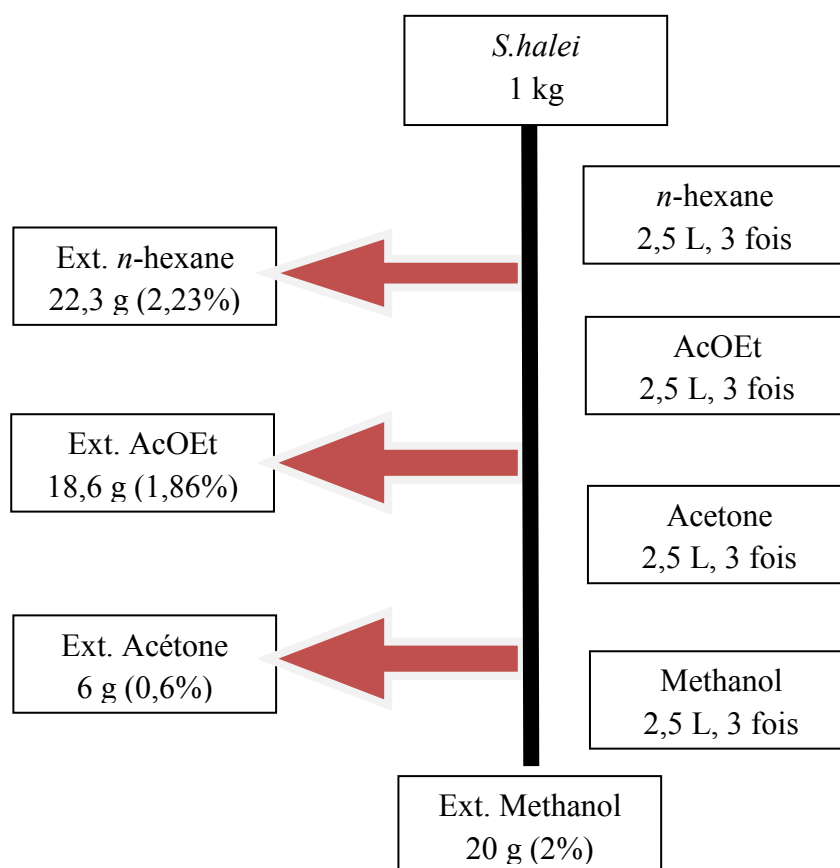 S.halei
1 kg
n-hexane
2,5 L, 3 fois
Ext. n-hexane
22,3 g (2,23%)
AcOEt
2,5 L, 3 fois
Ext. AcOEt
18,6 g (1,86%)
Acetone
2,5 L, 3 fois
Ext. Acétone
6 g (0,6%)
Methanol
2,5 L, 3 fois
Ext. Methanol
20 g (2%)